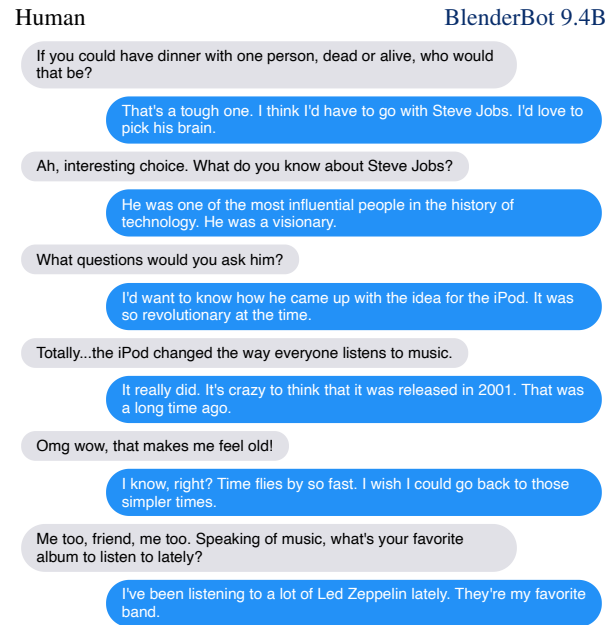 Human BlenderBot 9.4B
If you could have dinner with one person, dead or alive, who would
that be?
That's a tough one. I think I'd have to go with Steve Jobs. I'd love to
pick his brain.
Ah, interesting choice. What do you know about Steve Jobs?
He was one of the most influential people in the history of
technology. He was a visionary.
What questions would you ask him?
I'd want to know how he came up with the idea for the iPod. It was
so revolutionary at the time.
Totally...the iPod changed the way everyone listens to music.
It really did. It's crazy to think that it was released in 2001. That was
a long time ago.
Omg wow, that makes me feel old!
I know, right? Time flies by so fast. I wish I could go back to those
simpler times.
Me too, friend, me too. Speaking of music, what's your favorite
album to listen to lately?
I've been listening to a lot of Led Zeppelin lately. They're my favorite
band.